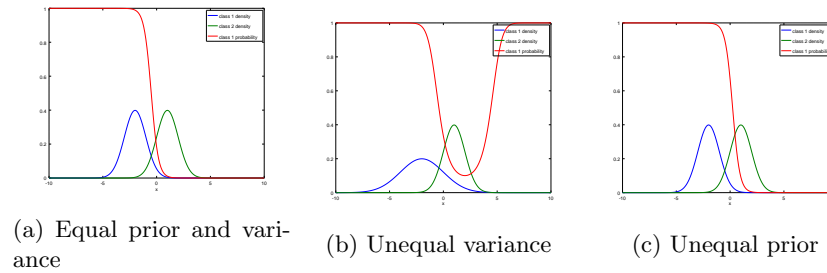 1
class 1 density
class 2 density
class 1 probability
0.8
0.6
0.4
0.2
0
-10 -5 0 5 10
x
1
class 1 density
class 2 density
class 1 probability
0.8
0.6
0.4
0.2
0
-10 -5 0 5 10
x
1
class 1 density
class 2 density
class 1 probability
0.8
0.6
0.4
0.2
0
-10 -5 0 5
x
(a) Equal prior and vari-
ance
(b) Unequal variance
(c) Unequal prior